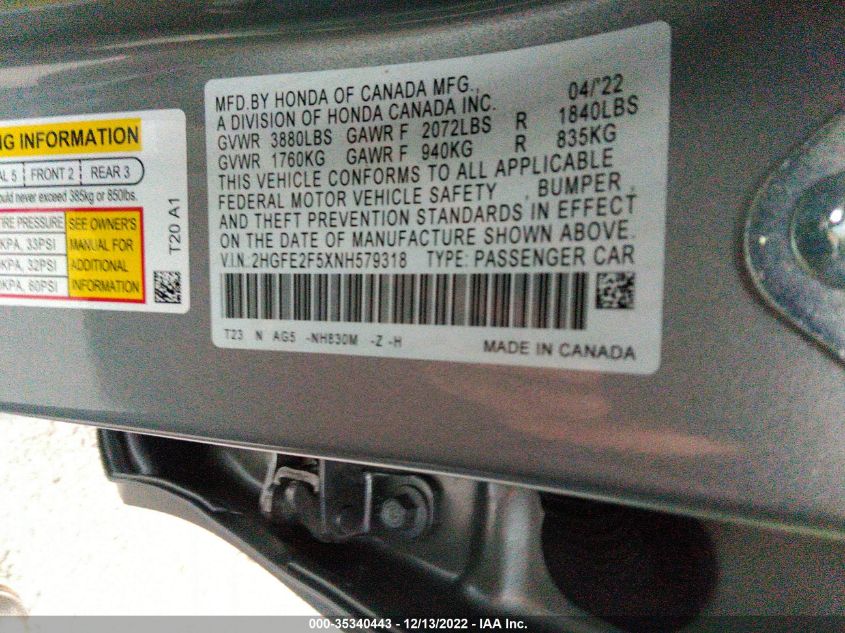 NG INFORMATION
AL 5 FRONT 2 REAR 3
ould never exceed 385kg or 850lbs.
IRE PRESSURE
KPA, 33PSI
KPA, 32PSI
KPA, 60PSI
SEE OWNER'S
MANUAL FOR
ADDITIONAL
INFORMATION
T20 A1
MFD.BY HONDA OF CANADA MFG., 04/'22
A DIVISION OF HONDA CANADA INC.
GVWR 3880LBS GAWR F 2072LBS R 1840LBS
GVWR 1760KG GAWR F 940KG R 835KG
THIS VEHICLE CONFORMS TO ALL APPLICABLE
FEDERAL MOTOR VEHICLE SAFETY , BUMPER ,
AND THEFT PREVENTION STANDARDS IN EFFECT
ON THE DATE OF MANUFACTURE SHOWN ABOVE.
V.I.N.:2HGFE2F5XNH579318 TYPE: PASSENGER CAR
T23 N AG5 -NH830M -Z -H
MADE IN CANADA
000-35340443 - 12/13/2022 - IAA Inc.